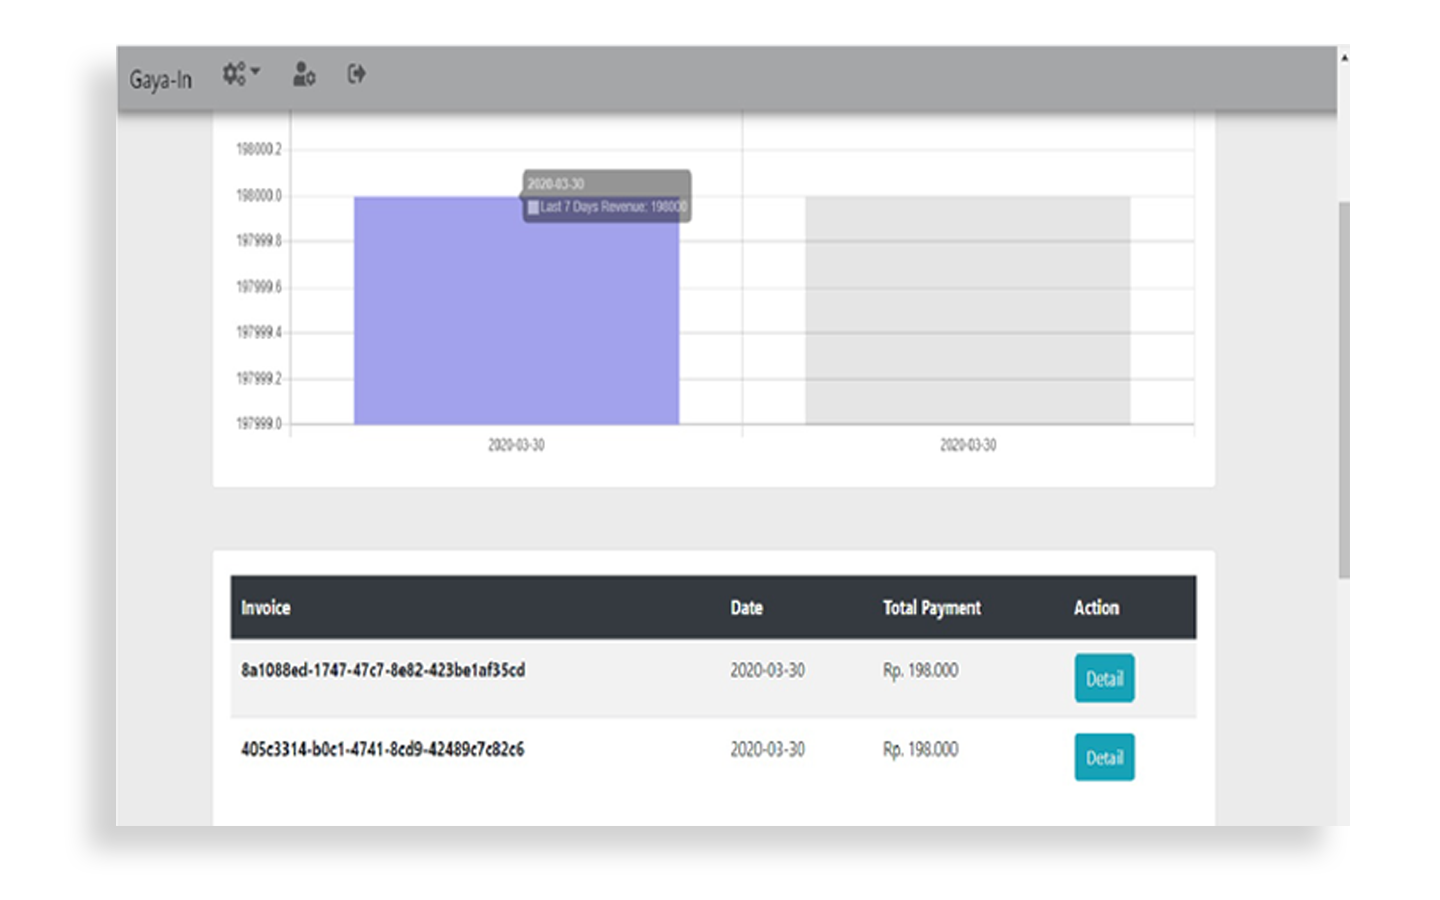 Gaya-In
198000.2
198000.0
197999.8
197999.6
197999.4
197999.2
197999.0
2020-03-30
Last 7 Days Revenue: 198000
2020-03-30 2020-03-30
Invoice Date Total Payment Action
8a1088ed-1747-47c7-8e82-423be1af35cd 2020-03-30 Rp. 198.000 Detail
405c3314-b0c1-4741-8cd9-42489c7c82c6 2020-03-30 Rp. 198.000 Detail